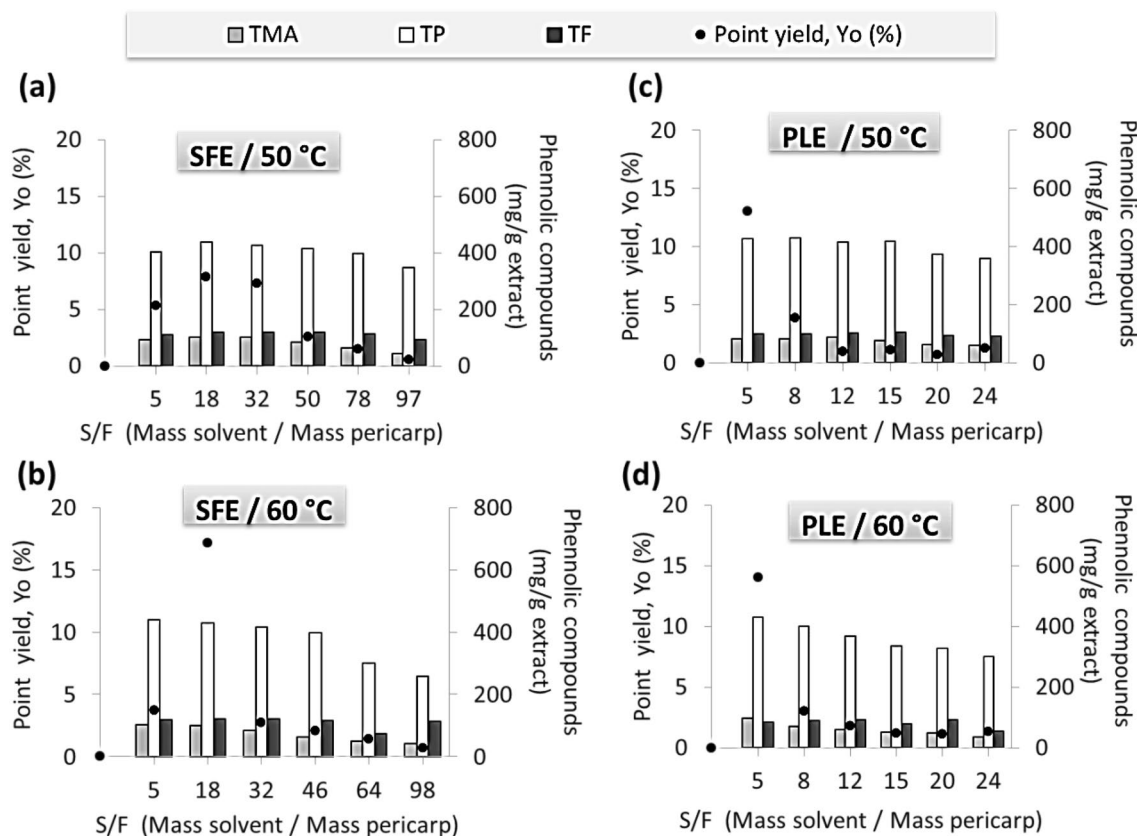 TMA TP TF Point yield, Yo (%)
(a)
SFE / 50 °C
Point yield, Yo (%)
20
15
10
5
0
800
600
400
200
0
Phennolic compounds
(mg/g extract)
5 18 32 50 78 97
S/F (Mass solvent / Mass pericarp)
(c)
PLE / 50 °C
Point yield, Yo (%)
20
15
10
5
0
800
600
400
200
0
Phennolic compounds
(mg/g extract)
5 8 12 15 20 24
S/F (Mass solvent / Mass pericarp)
(b)
SFE / 60 °C
Point yield, Yo (%)
20
15
10
5
0
800
600
400
200
0
Phennolic compounds
(mg/g extract)
5 18 32 46 64 98
S/F (Mass solvent / Mass pericarp)
(d)
PLE / 60 °C
Point yield, Yo (%)
20
15
10
5
0
800
600
400
200
0
Phennolic compounds
(mg/g extract)
5 8 12 15 20 24
S/F (Mass solvent / Mass pericarp)